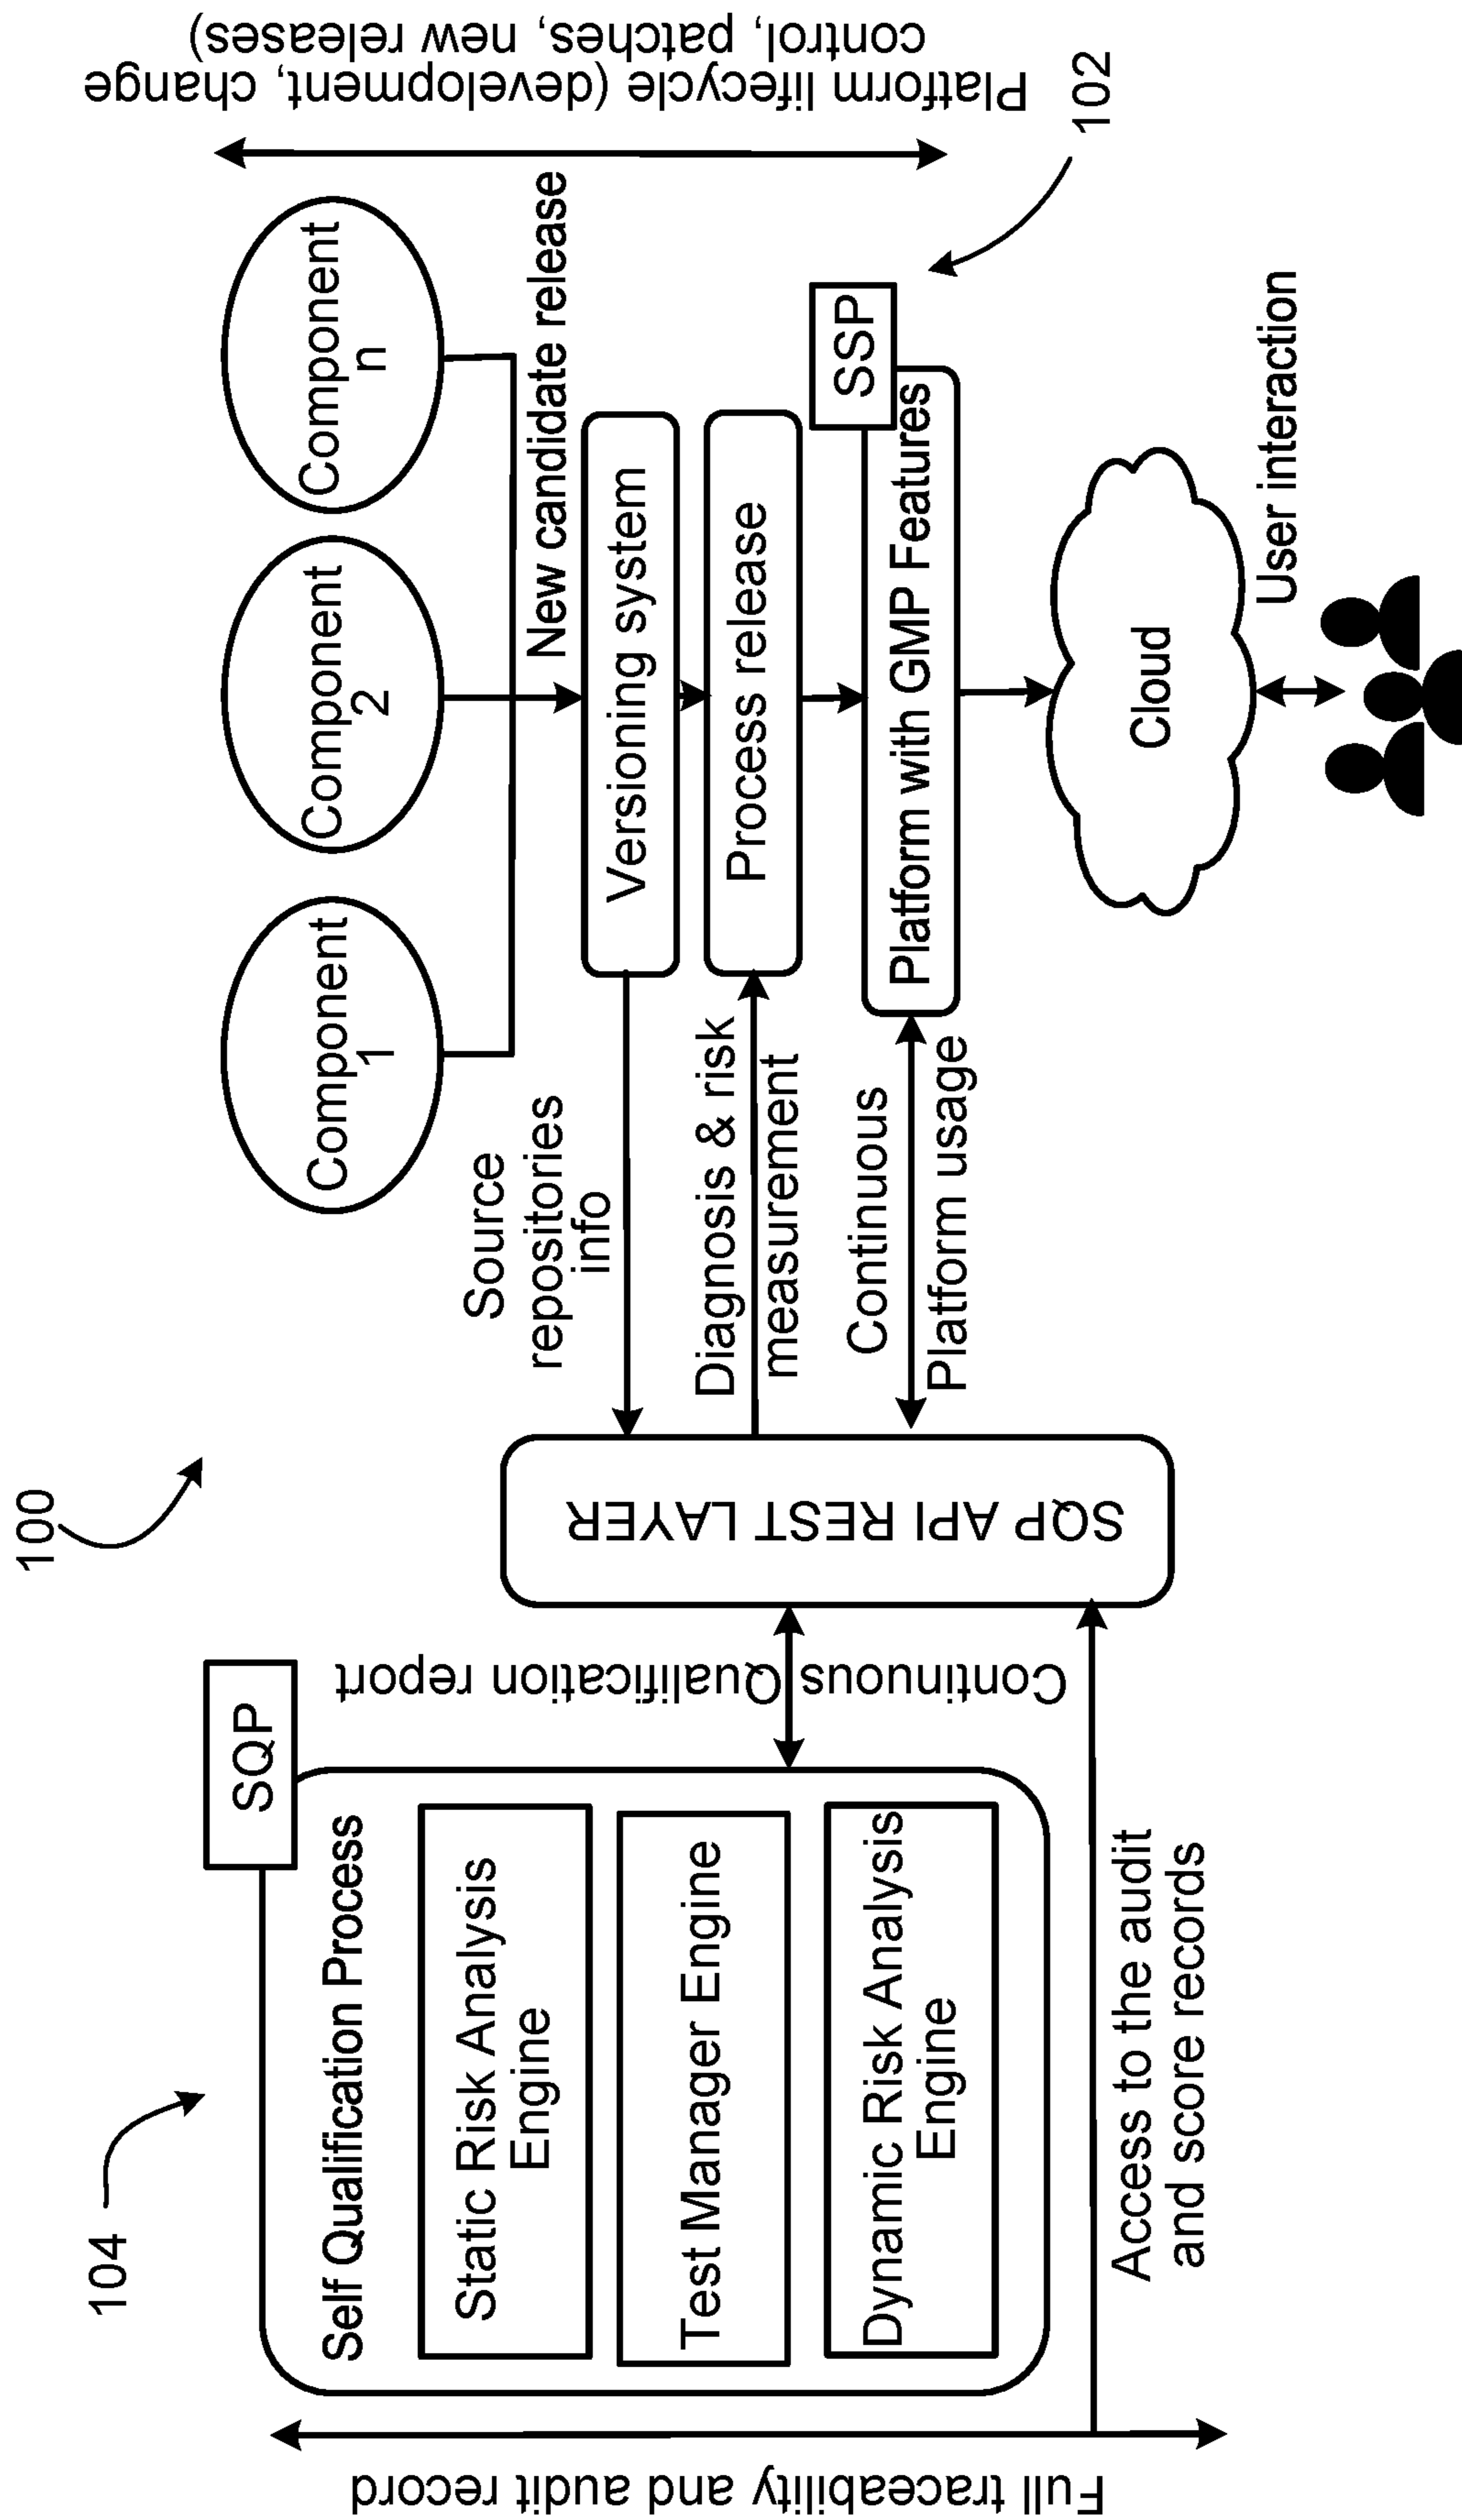 100
104
102
SQP
Self Qualification Process
Static Risk Analysis
Engine
Test Manager Engine
Dynamic Risk Analysis
Engine
Full traceability and audit record
Continuous Qualification report
Access to the audit
and score records
SQP API REST LAYER
Source
repositories
info
Diagnosis & risk
measurement
Continuous
Platform usage
Component
1
Component
2
Component
n
New candidate release
Versioning system
Process release
SSP
Platform with GMP Features
Cloud
User interaction
Platform lifecycle (development, change
control, patches, new releases)